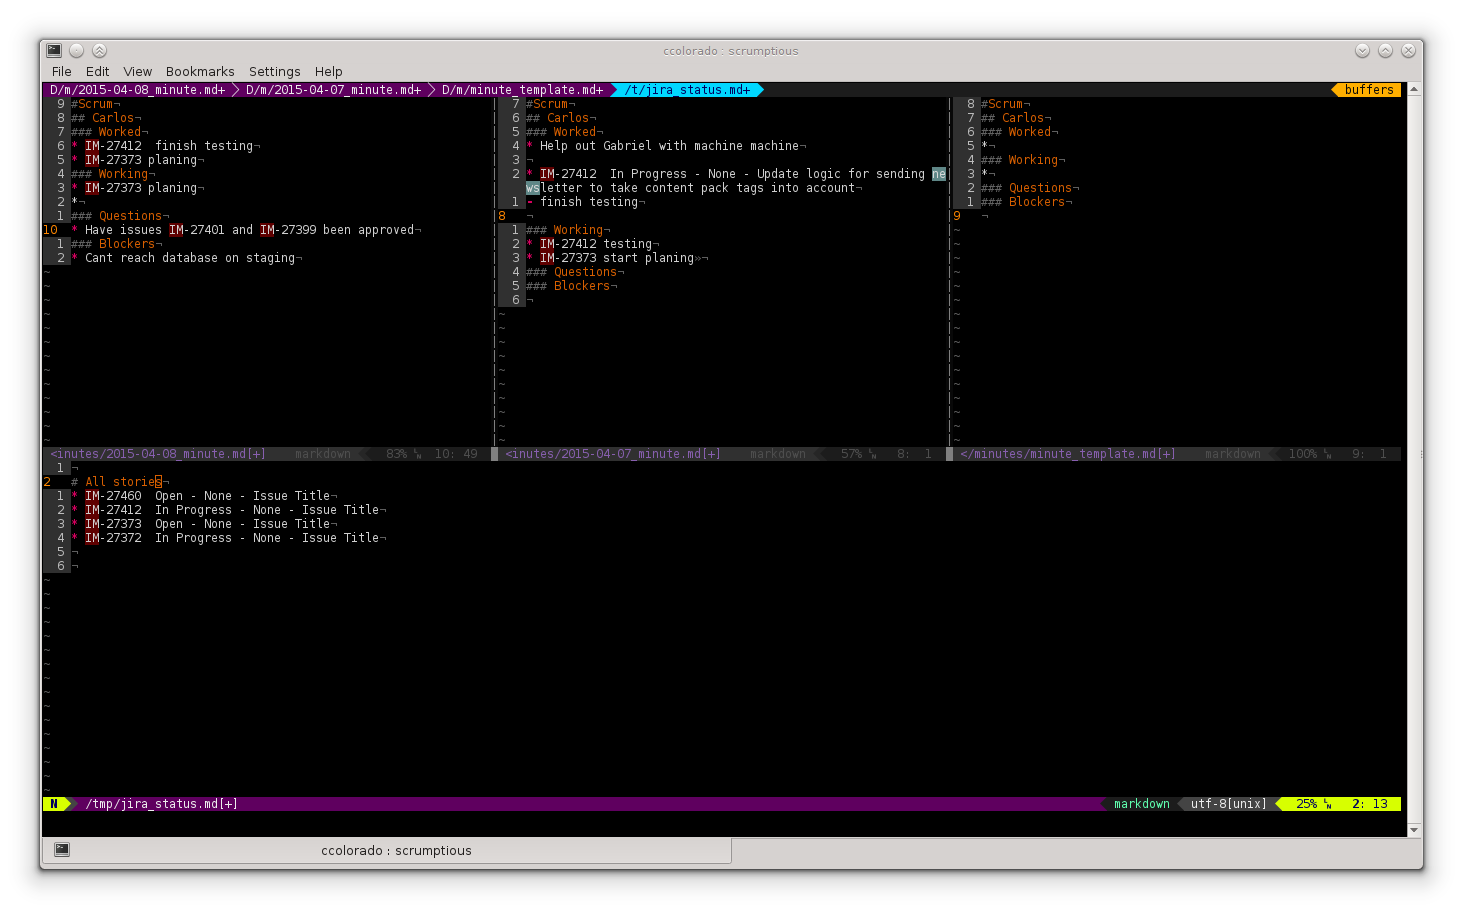 ccolorado : scrumptious
File Edit View Bookmarks Settings Help
D/m/2015-04-08_minute.md+ D/m/2015-04-07_minute.md+ D/m/minute_template.md+ /t/jira_status.md+ buffers
9 #Scrum¬
8 ## Carlos¬
7 ### Worked¬
6 * IM-27412  finish testing¬
5 * IM-27373 planing¬
4 ### Working¬
3 * IM-27373 planing¬
2 *¬
1 ### Questions¬
10 * Have issues IM-27401 and IM-27399 been approved¬
1 ### Blockers¬
2 * Cant reach database on staging¬
<inutes/2015-04-08_minute.md[+] markdown 83% ␤ 10: 49
7 #Scrum¬
6 ## Carlos¬
5 ### Worked¬
4 * Help out Gabriel with machine machine¬
3 ¬
2 * IM-27412  In Progress - None - Update logic for sending ne
wsletter to take content pack tags into account¬
1 - finish testing¬
8 ¬
1 ### Working¬
2 * IM-27412 testing¬
3 * IM-27373 start planing»¬
4 ### Questions¬
5 ### Blockers¬
6 ¬
<inutes/2015-04-07_minute.md[+] markdown 57% ␤ 8: 1
8 #Scrum¬
7 ## Carlos¬
6 ### Worked¬
5 *¬
4 ### Working¬
3 *¬
2 ### Questions¬
1 ### Blockers¬
9 ¬
</minutes/minute_template.md[+] markdown 100% ␤ 9: 1
1 ¬
2 # All stories¬
1 * IM-27460  Open - None - Issue Title¬
2 * IM-27412  In Progress - None - Issue Title¬
3 * IM-27373  Open - None - Issue Title¬
4 * IM-27372  In Progress - None - Issue Title¬
5 ¬
6 ¬
N /tmp/jira_status.md[+] markdown utf-8[unix] 25% ␤ 2: 13
ccolorado : scrumptious